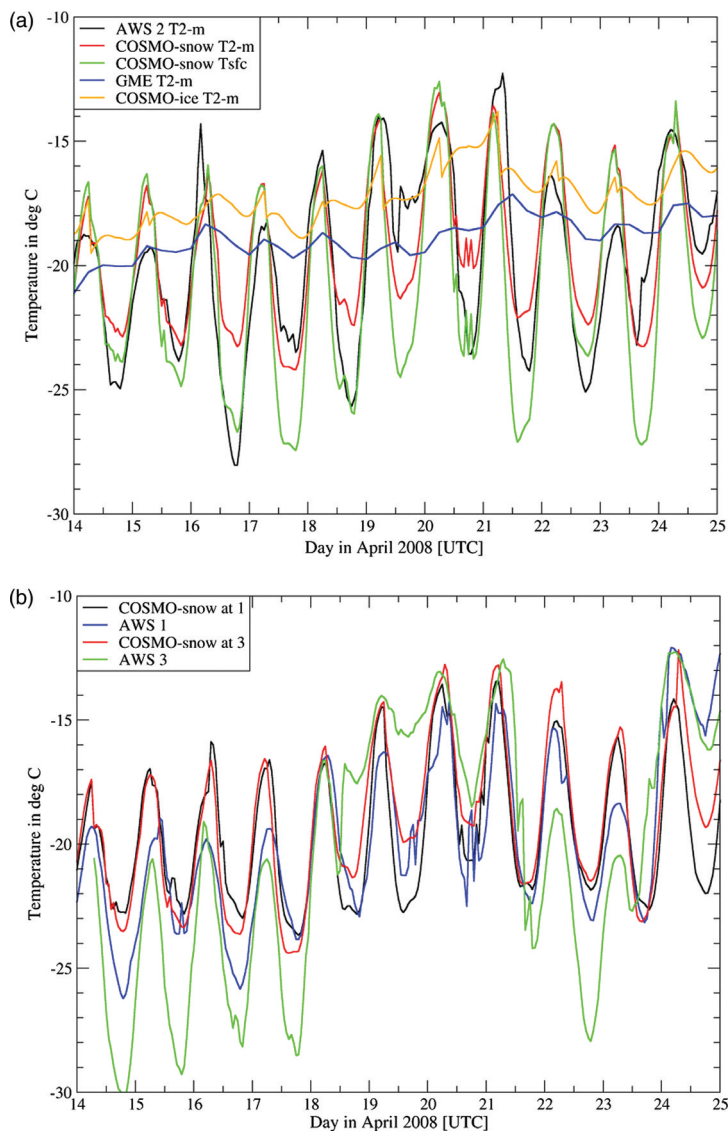 (a)
AWS 2 T2-m
COSMO-snow T2-m
COSMO-snow Tsfc
GME T2-m
COSMO-ice T2-m
-10
-15
-20
-25
-30
Temperature in deg C
14 15 16 17 18 19 20 21 22 23 24 25
Day in April 2008 [UTC]
(b)
COSMO-snow at 1
AWS 1
COSMO-snow at 3
AWS 3
-10
-15
-20
-25
-30
Temperature in deg C
14 15 16 17 18 19 20 21 22 23 24 25
Day in April 2008 [UTC]